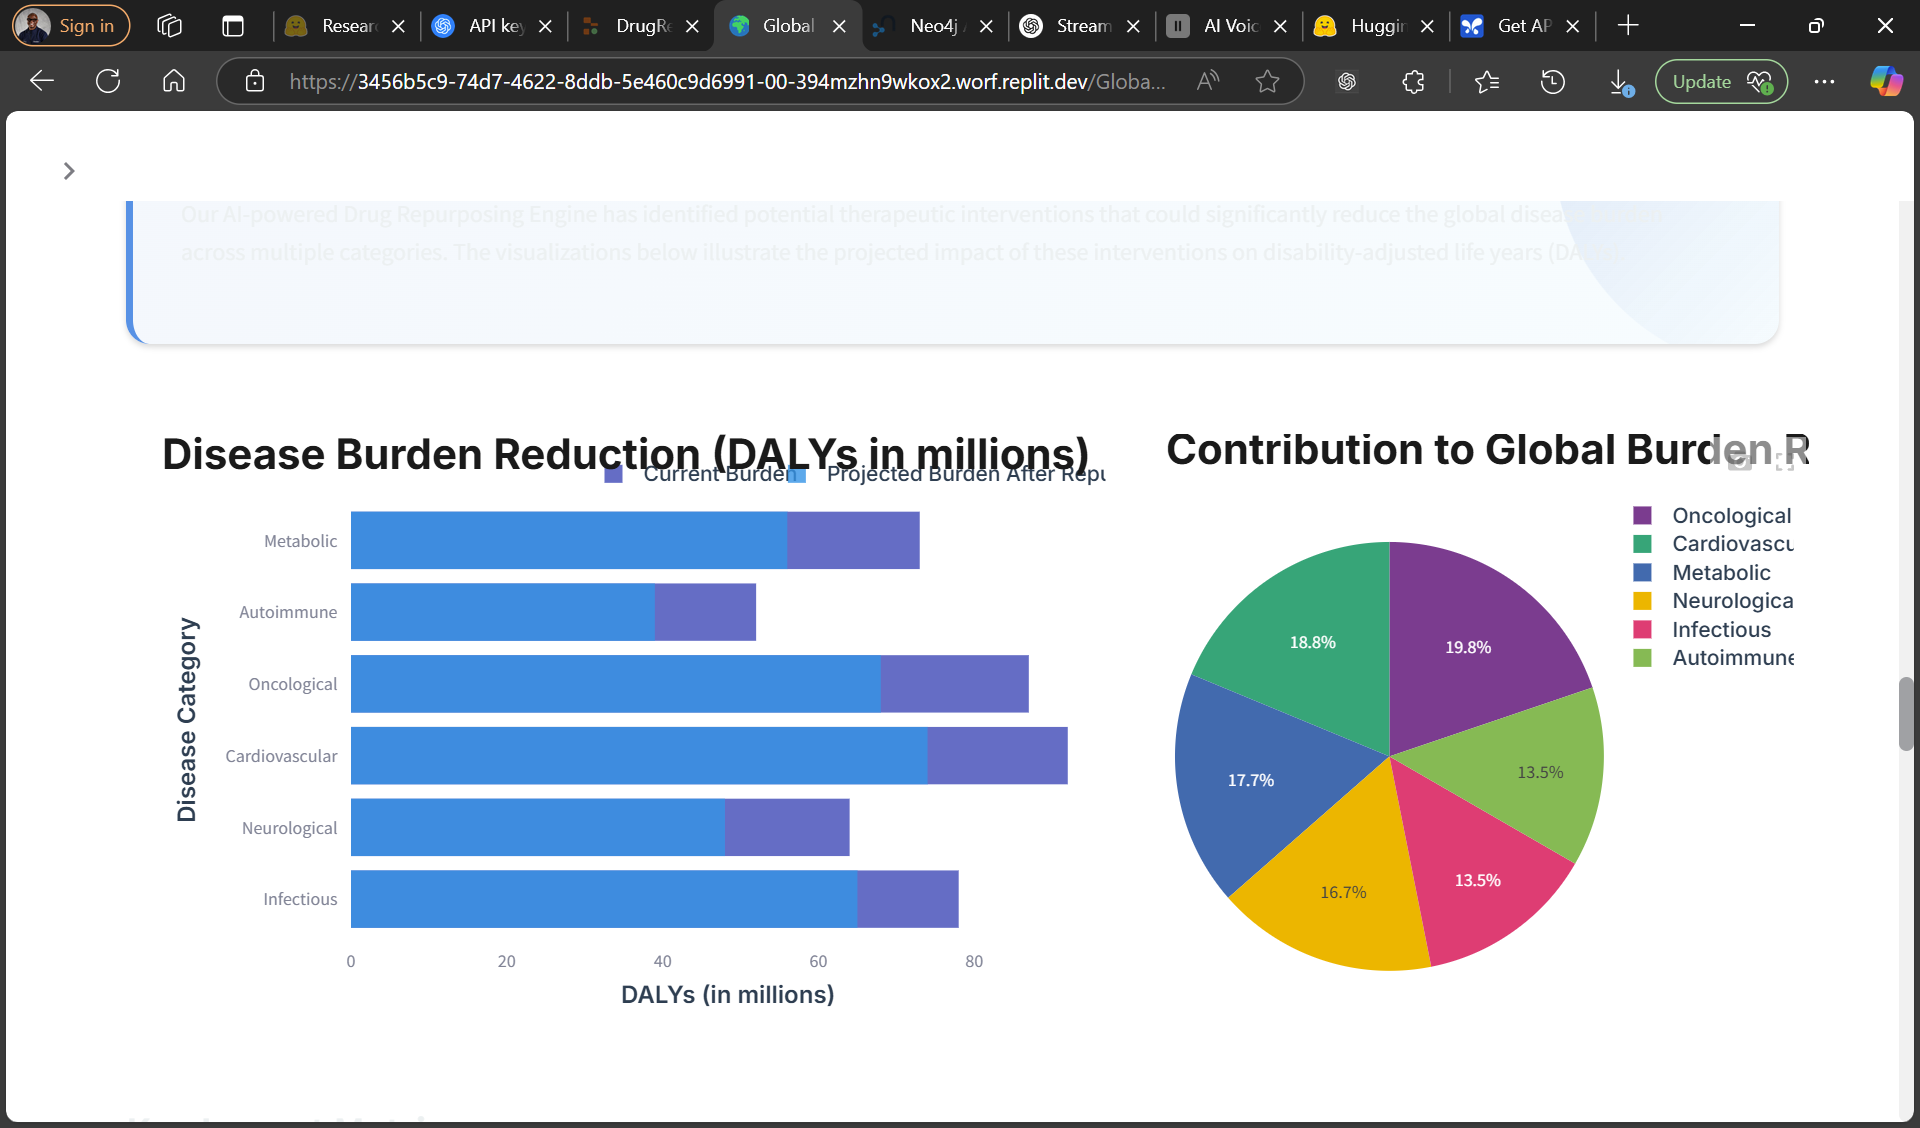 Sign in
Resear
API key
DrugRe
Global
Neo4j
Stream
AI Voic
Huggin
Get AP
https://3456b5c9-74d7-4622-8ddb-5e460c9d6991-00-394mzhn9wkox2.worf.replit.dev/Globa...
Update
Our AI-powered Drug Repurposing Engine has identified potential therapeutic interventions that could significantly reduce the global disea
across multiple categories. The visualizations below illustrate the projected impact of these interventions on disability-adjusted life years (DA
Disease Burden Reduction (DALYs in millions)
Current Burden
Projected Burden After Repu
Metabolic
Autoimmune
Oncological
Cardiovascular
Neurological
Infectious
Disease Category
0 20 40 60 80
DALYs (in millions)
Contribution to Global Burden R
Oncological
Cardiovascu
Metabolic
Neurologica
Infectious
Autoimmune
18.8%
19.8%
17.7%
13.5%
16.7%
13.5%